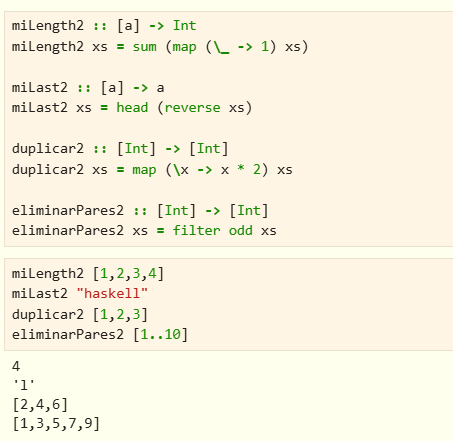 miLength2 :: [a] -> Int
miLength2 xs = sum (map (\_ -> 1) xs)
miLast2 :: [a] -> a
miLast2 xs = head (reverse xs)
duplicar2 :: [Int] -> [Int]
duplicar2 xs = map (\x -> x * 2) xs
eliminarPares2 :: [Int] -> [Int]
eliminarPares2 xs = filter odd xs
miLength2 [1,2,3,4]
miLast2 "haskell"
duplicar2 [1,2,3]
eliminarPares2 [1..10]
4
'l'
[2,4,6]
[1,3,5,7,9]